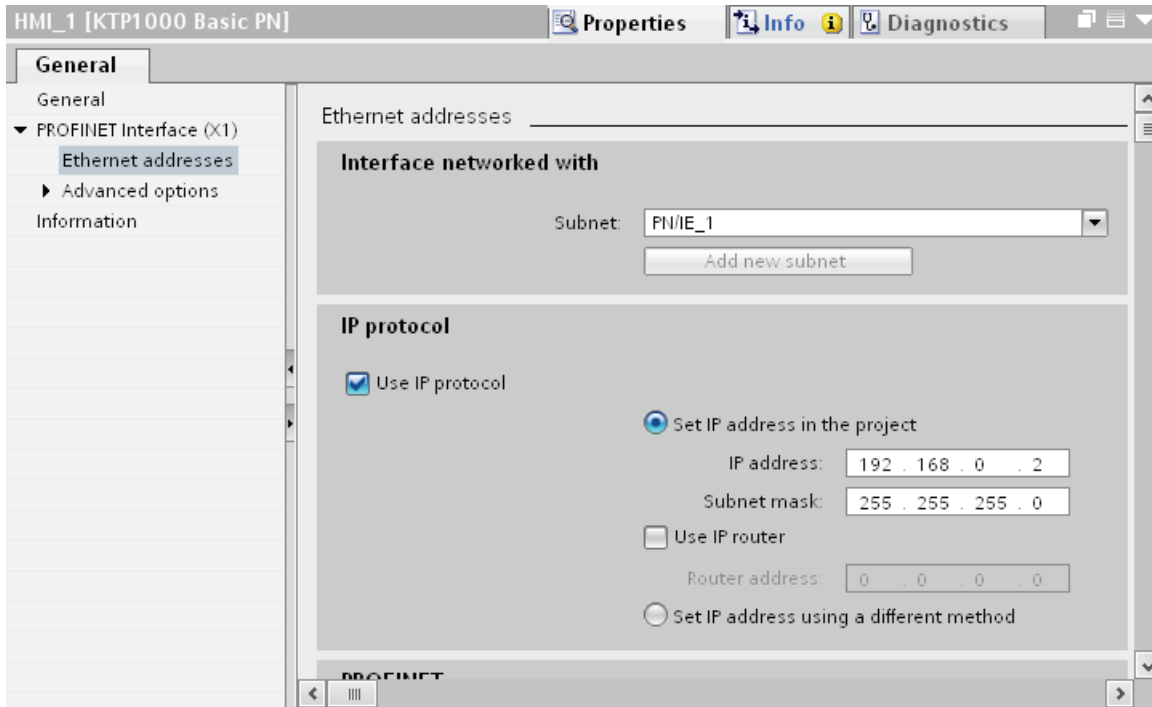 HMI_1 [KTP1000 Basic PN]
Properties
Info
Diagnostics
General
General
PROFINET Interface (X1)
Ethernet addresses
Advanced options
Information
Ethernet addresses
Interface networked with
Subnet: PN/IE_1
Add new subnet
IP protocol
Use IP protocol
Set IP address in the project
IP address: 192 . 168 . 0 . 2
Subnet mask: 255 . 255 . 255 . 0
Use IP router
Router address: 0 . 0 . 0 . 0
Set IP address using a different method
PROFINET